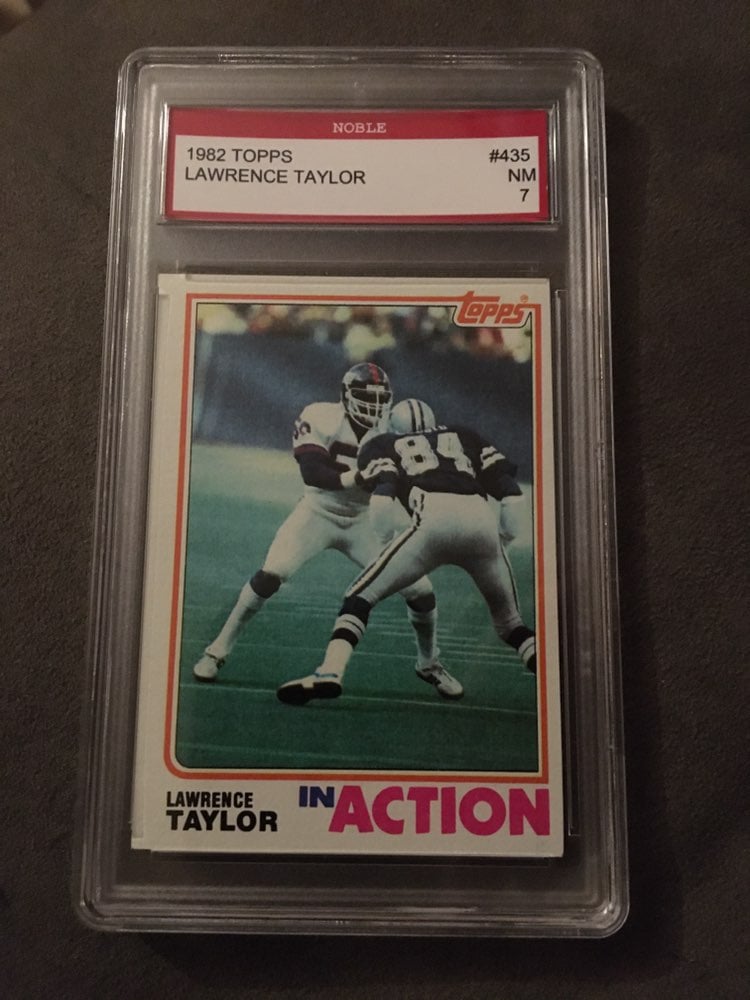 NOBLE
1982 TOPPS #435
LAWRENCE TAYLOR NM
7
topps®
84
LAWRENCE
TAYLOR
IN ACTION